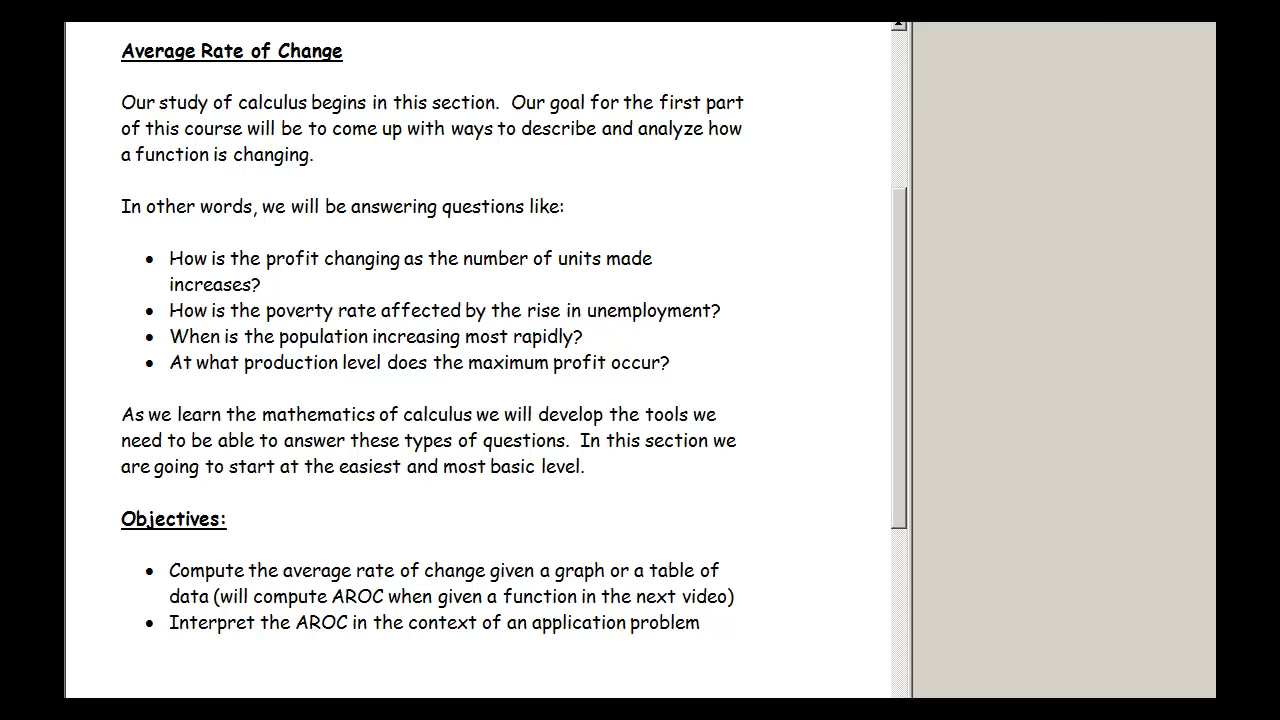 Average Rate of Change
Our study of calculus begins in this section.  Our goal for the first part
of this course will be to come up with ways to describe and analyze how
a function is changing.
In other words, we will be answering questions like:
• How is the profit changing as the number of units made
increases?
• How is the poverty rate affected by the rise in unemployment?
• When is the population increasing most rapidly?
• At what production level does the maximum profit occur?
As we learn the mathematics of calculus we will develop the tools we
need to be able to answer these types of questions.  In this section we
are going to start at the easiest and most basic level.
Objectives:
• Compute the average rate of change given a graph or a table of
data (will compute AROC when given a function in the next video)
• Interpret the AROC in the context of an application problem